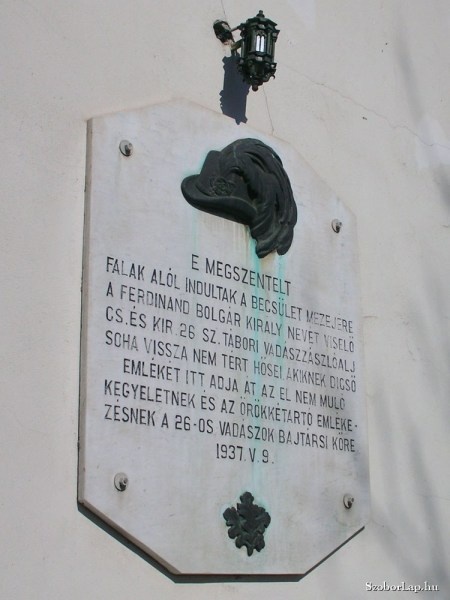 E MEGSZENTELT
FALAK ALÓL INDULTAK A BECSÜLET MEZEJÉRE
A FERDINAND BOLGÁR KIRÁLY NEVÉT VISELŐ
CS. ÉS KIR. 26 SZ. TÁBORI VADÁSZZÁSZLÓALJ
SOHA VISSZA NEM TÉRT HŐSEI AKIKNEK DICSŐ
EMLÉKÉT ITT ADJA ÁT AZ EL NEM MULÓ
KEGYELETNEK ÉS AZ ÖRÖKKÉTARTÓ EMLÉKE-
ZÉSNEK A 26-OS VADÁSZOK BAJTÁRSI KÖRE
1937. V. 9.
SzoborLap.hu